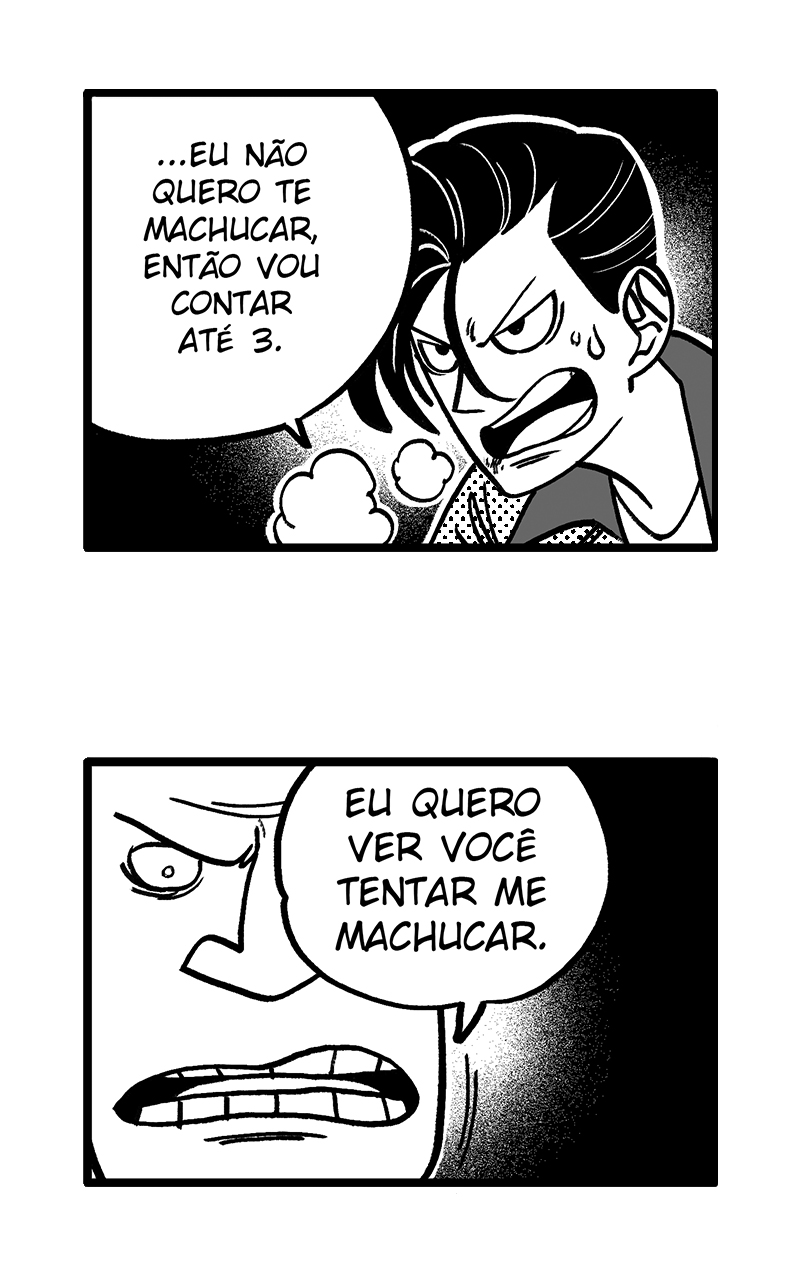 ...EU NÃO
QUERO TE
MACHUCAR,
ENTÃO VOU
CONTAR
ATÉ 3.
EU QUERO
VER VOCÊ
TENTAR ME
MACHUCAR.